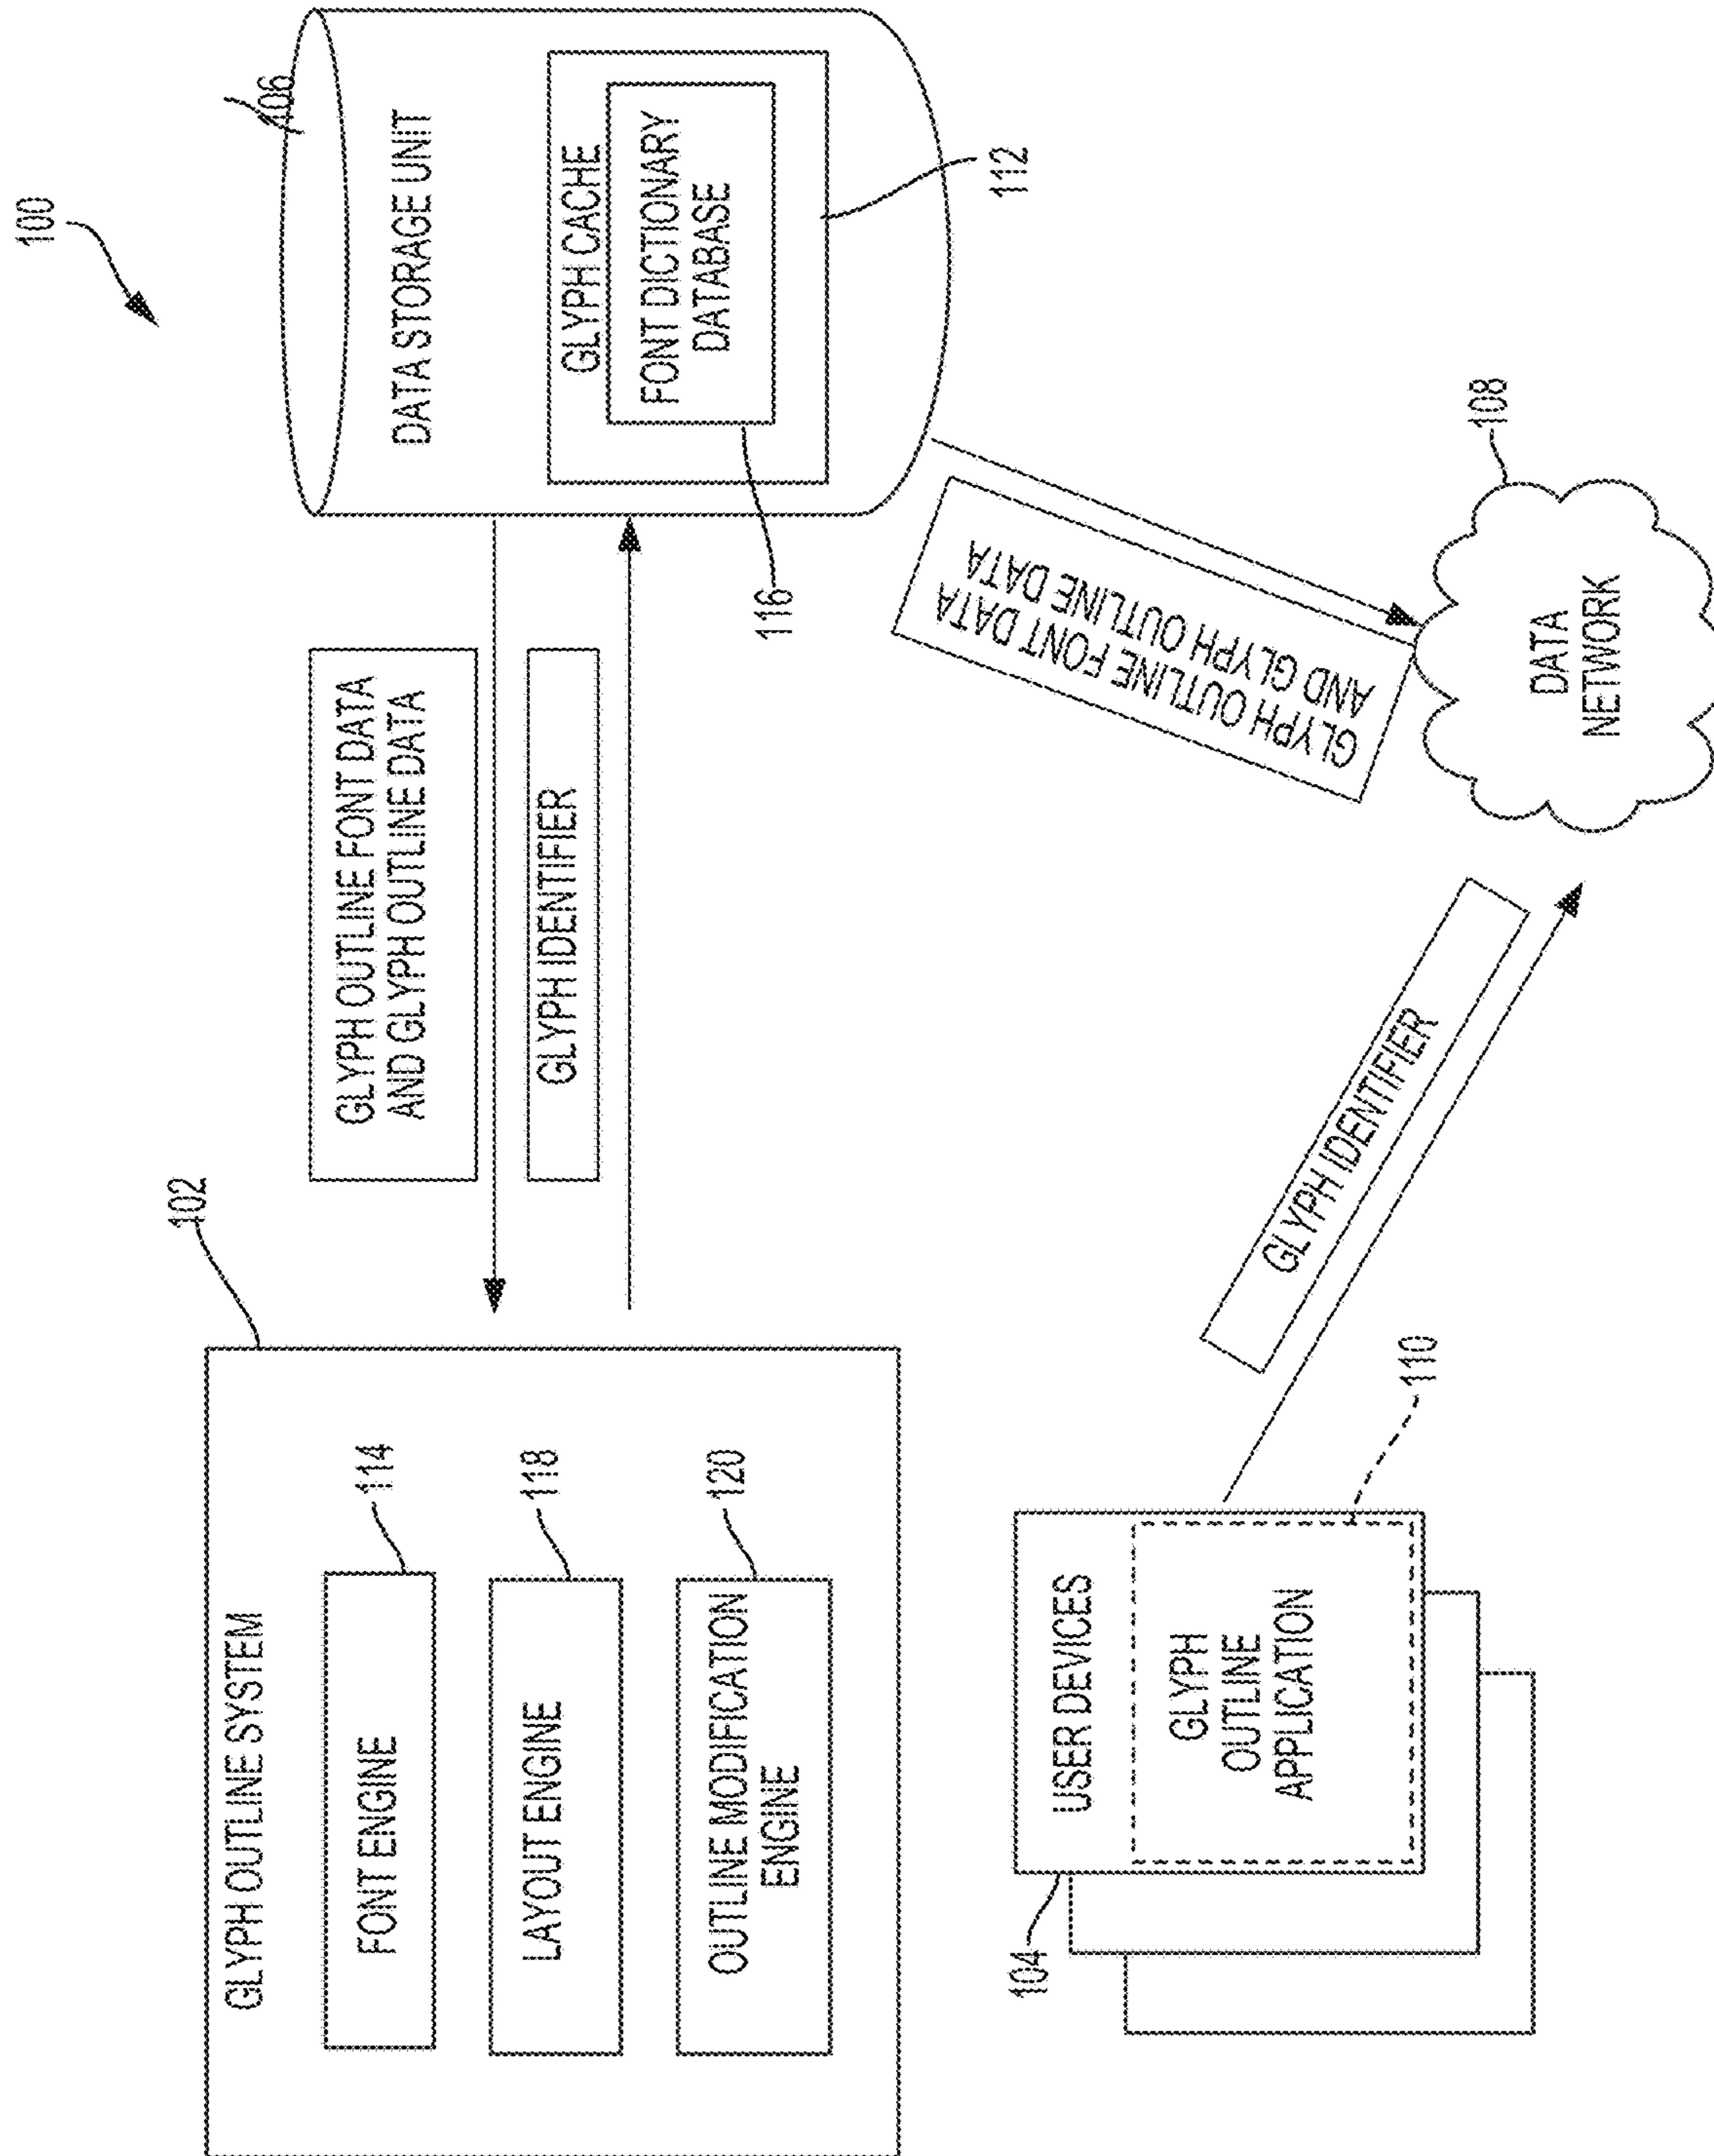 100
102
GLYPH OUTLINE SYSTEM
FONT ENGINE
114
LAYOUT ENGINE
118
OUTLINE MODIFICATION
ENGINE
120
GLYPH OUTLINE FONT DATA
AND GLYPH OUTLINE DATA
GLYPH IDENTIFIER
106
DATA STORAGE UNIT
GLYPH CACHE
FONT DICTIONARY
DATABASE
116
112
104
USER DEVICES
GLYPH
OUTLINE
APPLICATION
110
GLYPH IDENTIFIER
GLYPH OUTLINE FONT DATA
AND GLYPH OUTLINE DATA
108
DATA
NETWORK